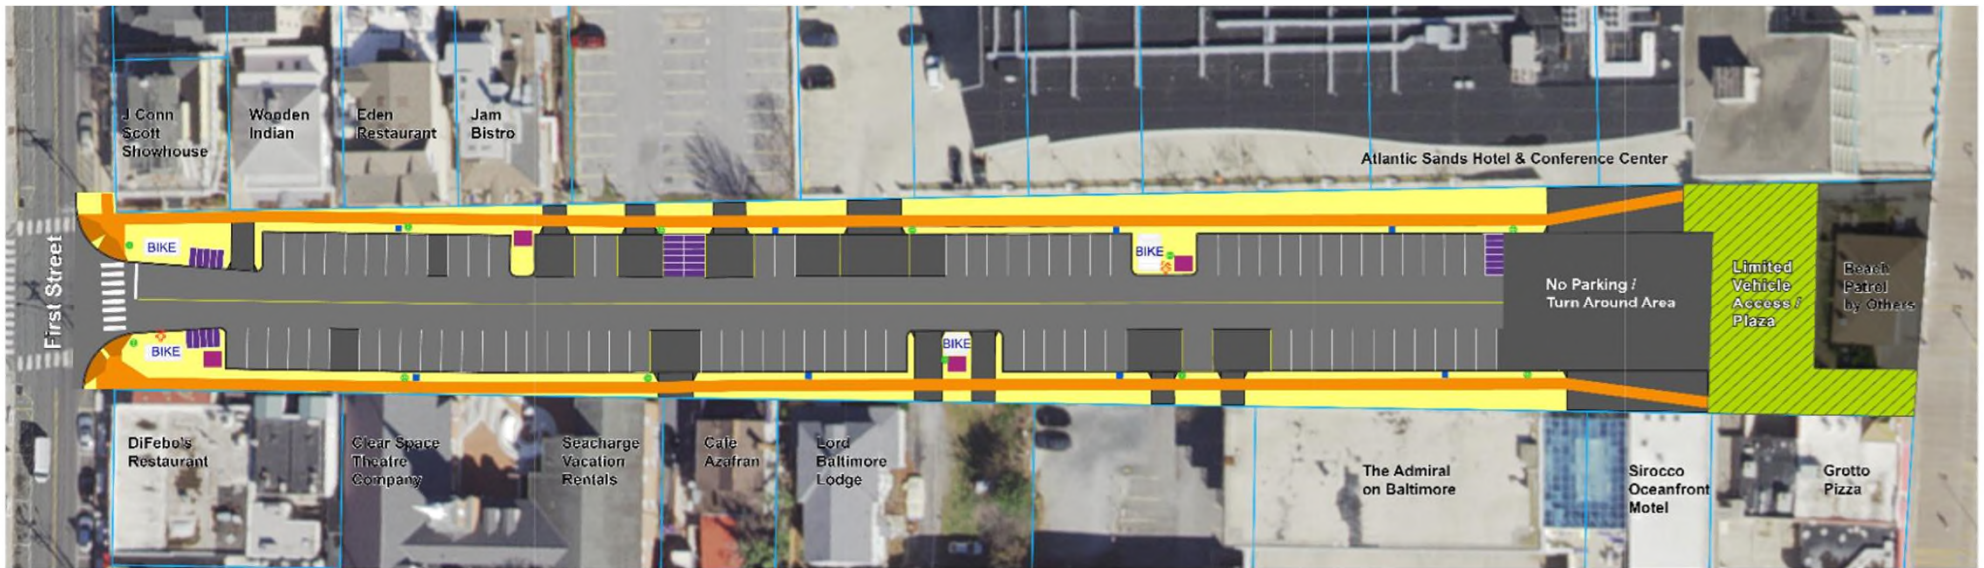 J Conn
Scott
Showhouse
Wooden
Indian
Eden
Restaurant
Jam
Bistro
Atlantic Sands Hotel & Conference Center
First Street
BIKE
BIKE
BIKE
BIKE
No Parking /
Turn Around Area
Limited
Vehicle
Access /
Plaza
Beach
Patrol
by Others
DiFebo's
Restaurant
Clear Space
Theatre
Company
Seacharge
Vacation
Rentals
Cafe
Azafran
Lord
Baltimore
Lodge
The Admiral
on Baltimore
Sirocco
Oceanfront
Motel
Grotto
Pizza